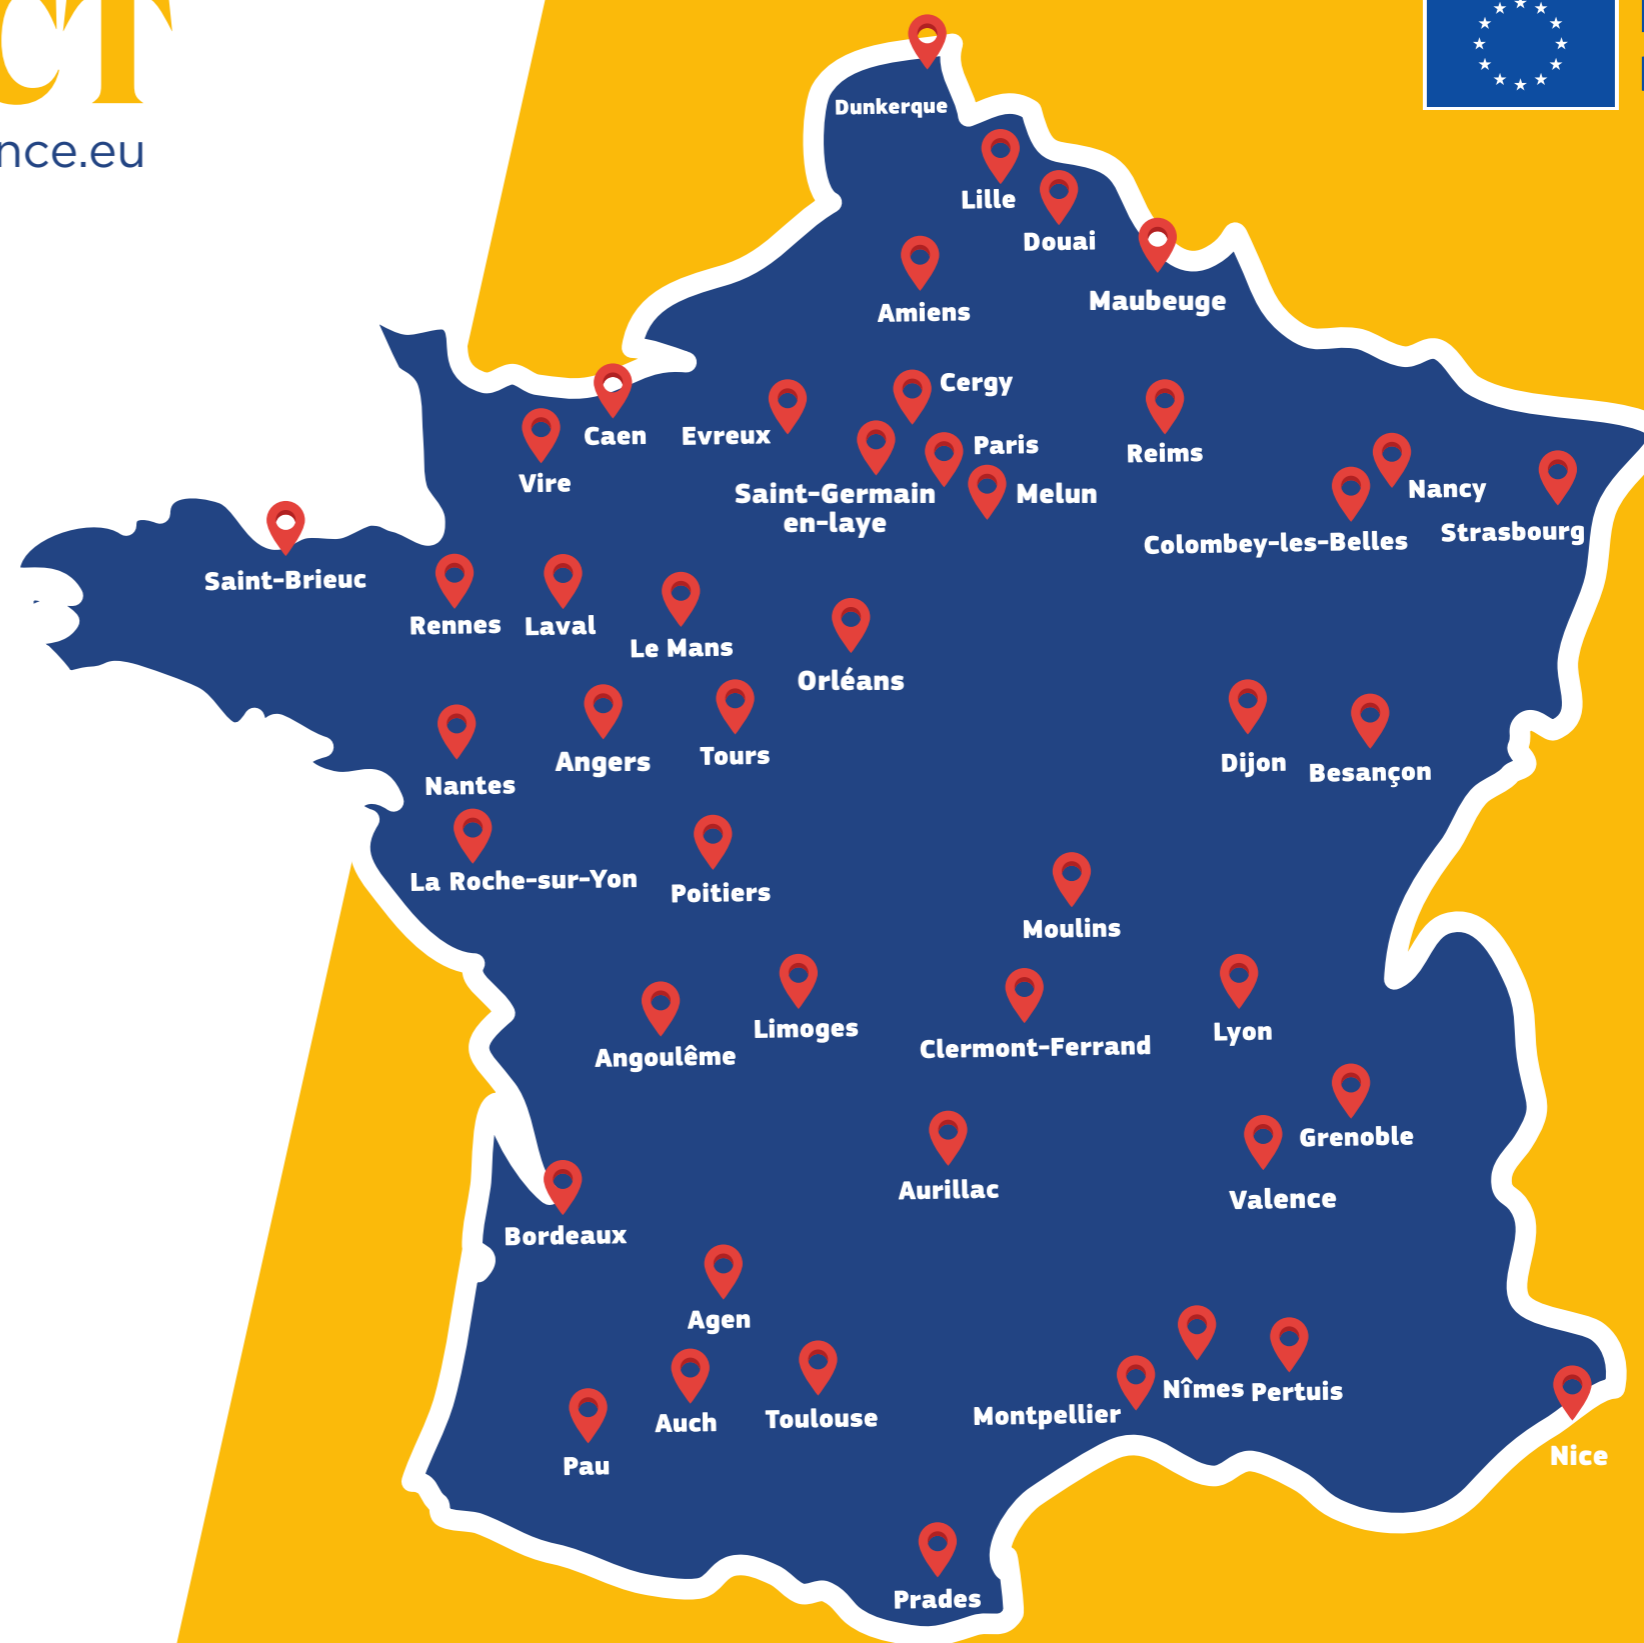 CT
nce.eu
Dunkerque
Lille
Douai
Maubeuge
Amiens
Cergy
Caen
Evreux
Paris
Reims
Vire
Saint-Germain
en-laye
Melun
Nancy
Strasbourg
Colombey-les-Belles
Saint-Brieuc
Rennes
Laval
Le Mans
Orléans
Nantes
Angers
Tours
Dijon
Besançon
La Roche-sur-Yon
Poitiers
Moulins
Angoulême
Limoges
Clermont-Ferrand
Lyon
Grenoble
Aurillac
Valence
Bordeaux
Agen
Auch
Toulouse
Montpellier
Nîmes
Pertuis
Pau
Nice
Prades